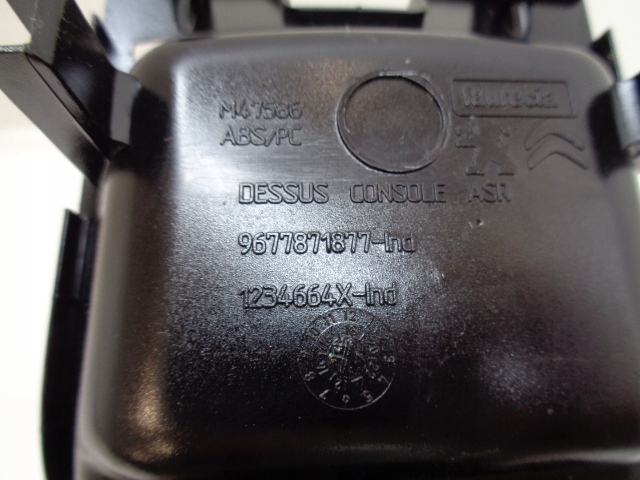 faurecia
M47586
ABS/PC
DESSUS CONSOLE ASR
9677871877-Ind
1234664X-Ind